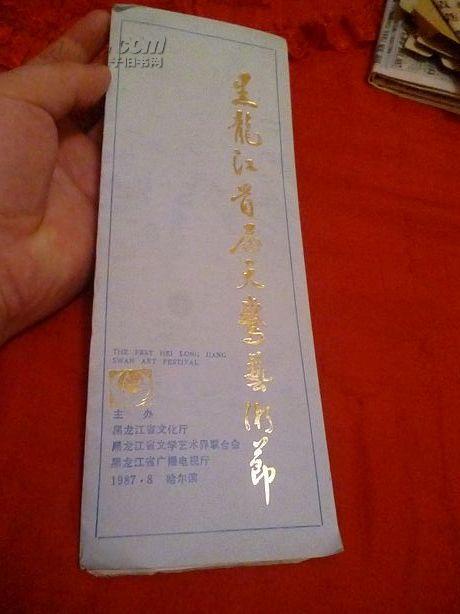 黑龍江首届天鵞藝術節
THE FIRST HEI LONG JIANG
SWAN ART FESTIVAL
主 办
黑龙江省文化厅
黑龙江省文学艺术界联合会
黑龙江省广播电视厅
1987·8 哈尔滨